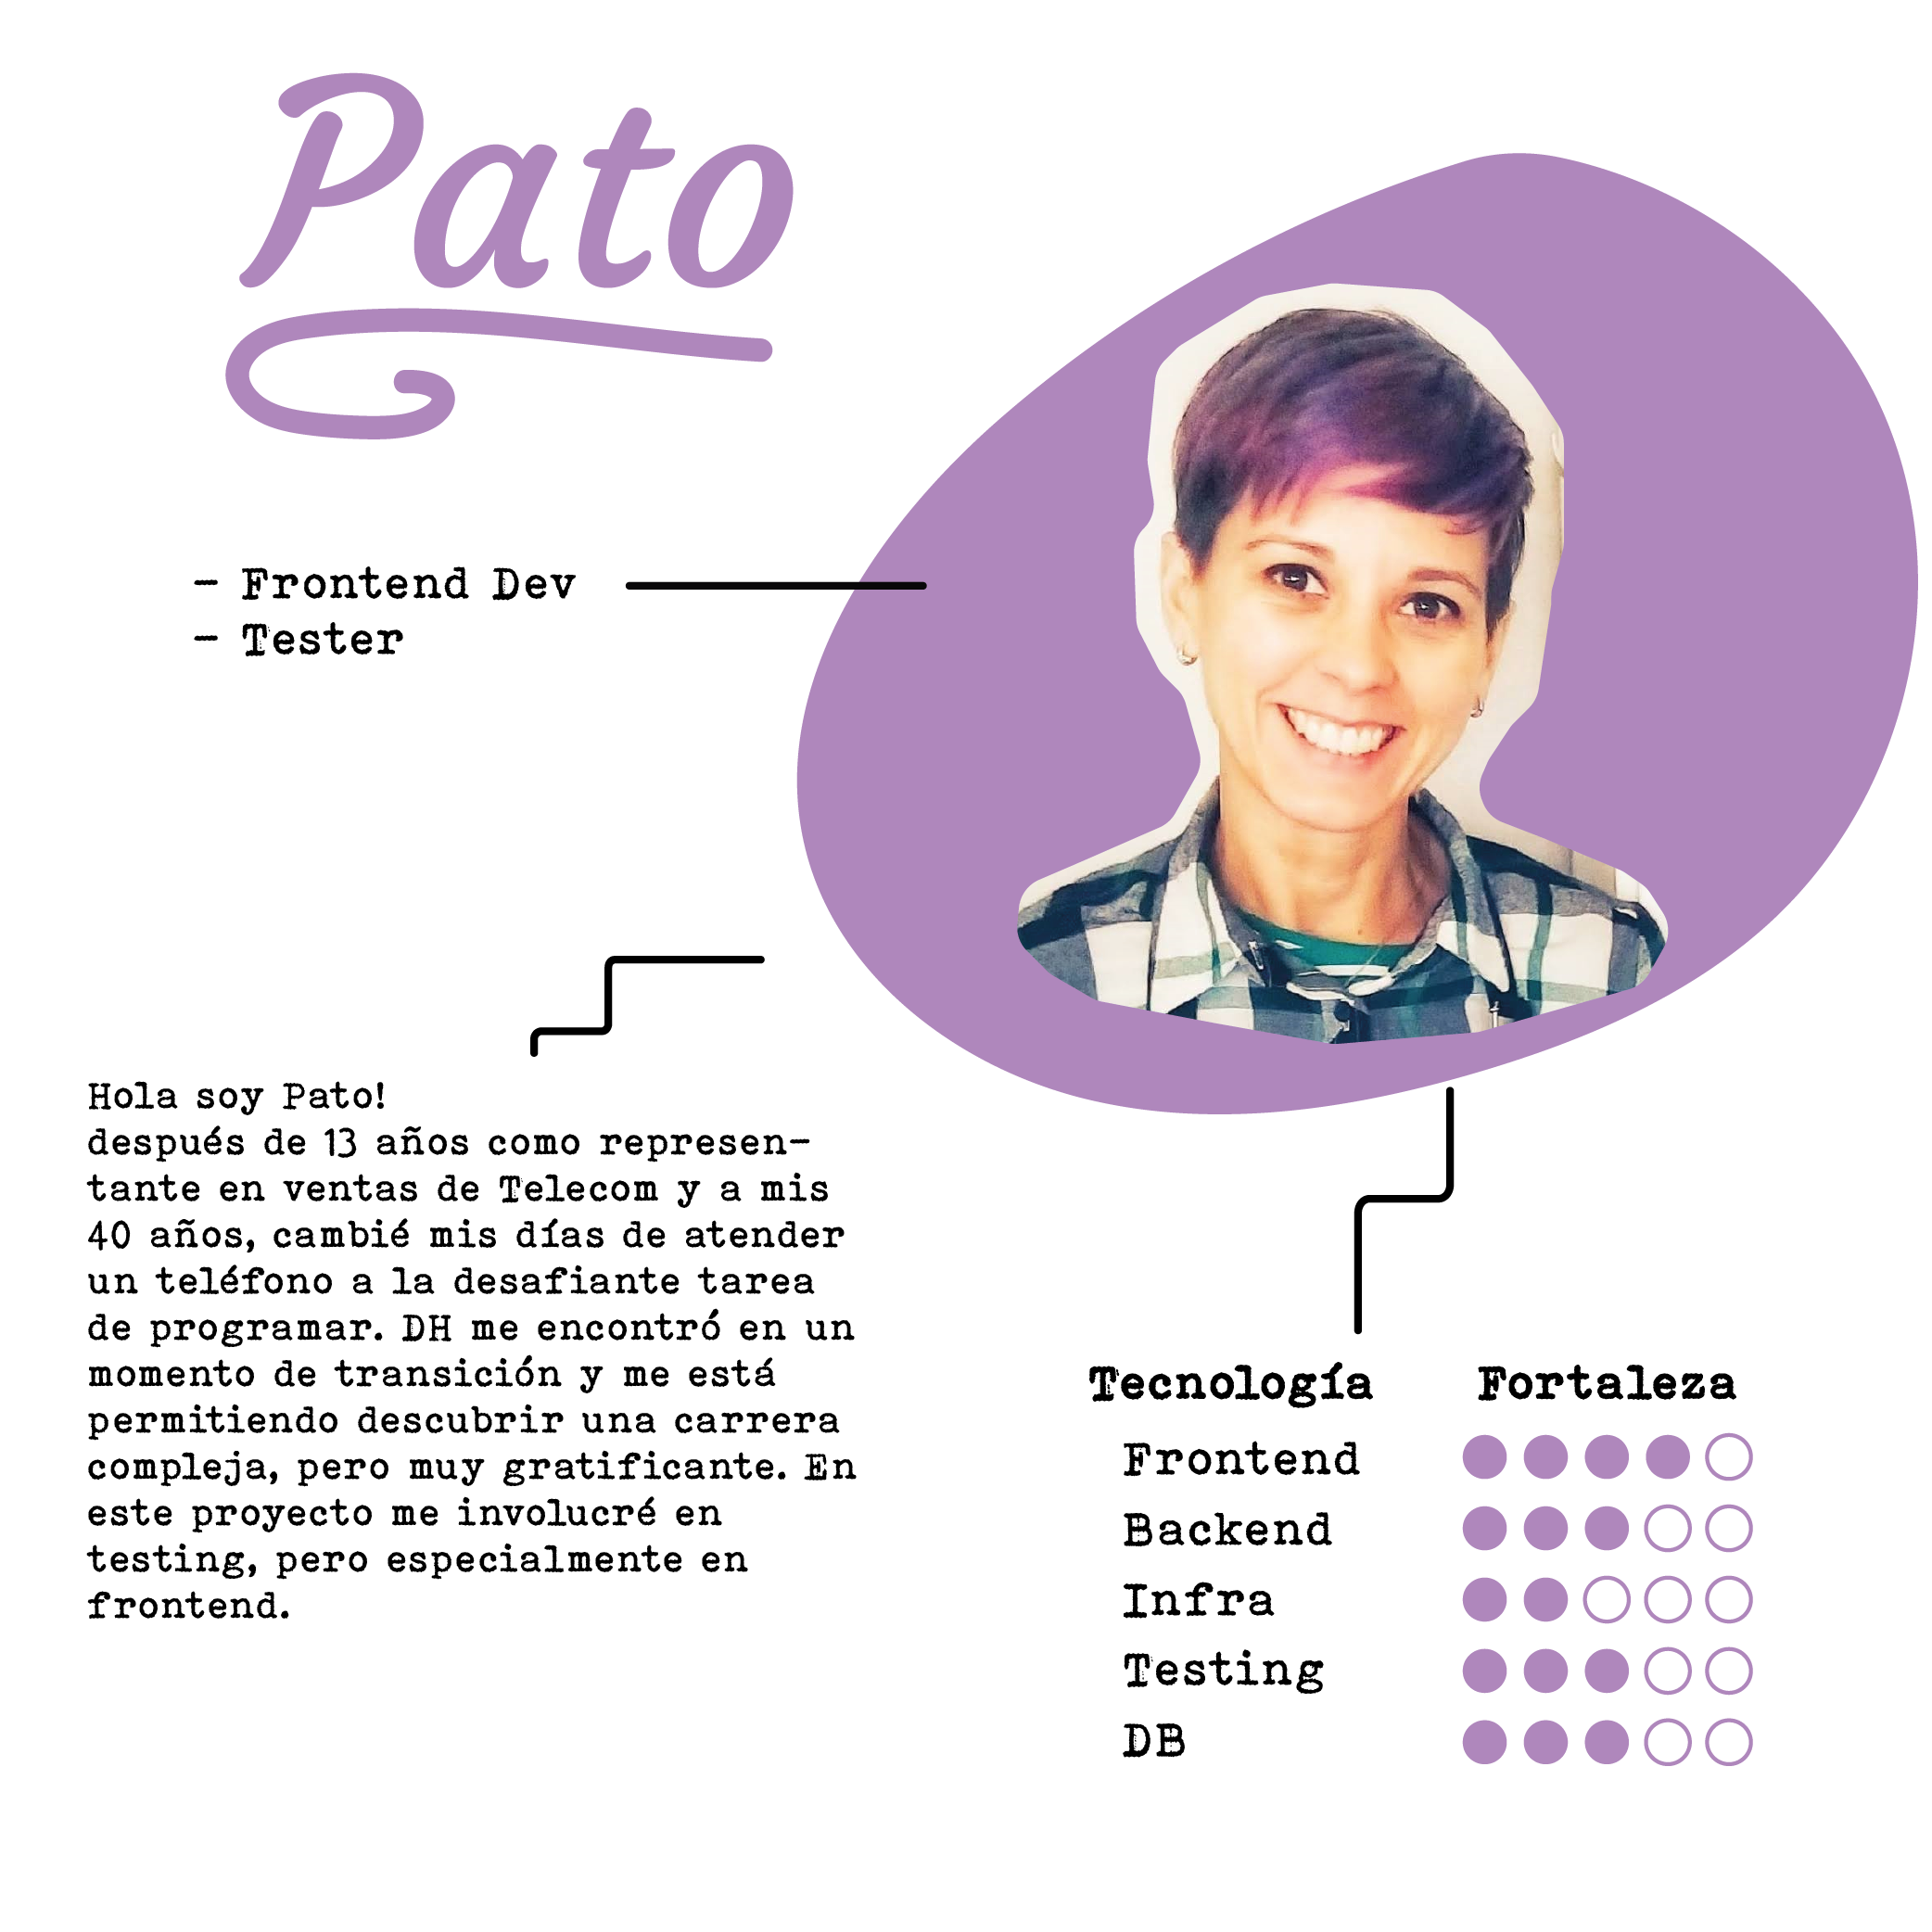 Pato
- Frontend Dev
- Tester
Hola soy Pato!
después de 13 años como represen-
tante en ventas de Telecom y a mis
40 años, cambié mis días de atender
un teléfono a la desafiante tarea
de programar. DH me encontró en un
momento de transición y me está
permitiendo descubrir una carrera
compleja, pero muy gratificante. En
este proyecto me involucré en
testing, pero especialmente en
frontend.
Tecnología Fortaleza
Frontend
Backend
Infra
Testing
DB